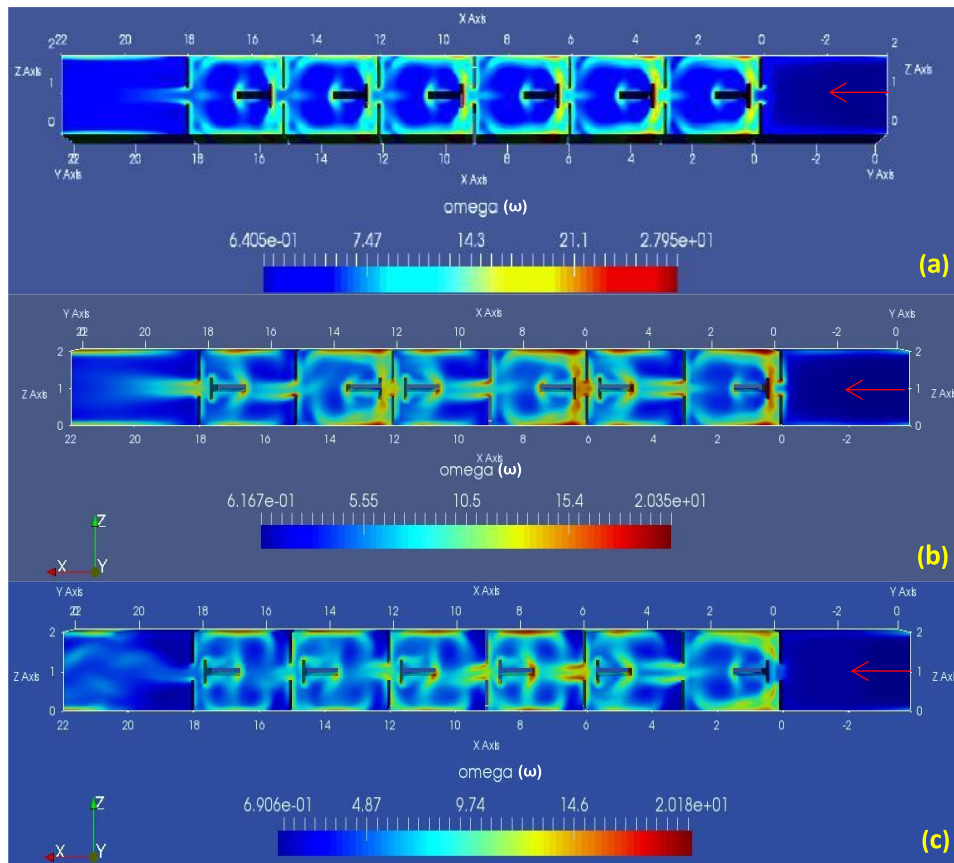 X Axis
22 20 18 16 14 12 10 8 6 4 2 0 -2
2 Z Axis 1 0
2 Z Axis 1 0
20 18 16 14 12 10 8 6 4 2 0 -2 0
Y Axis X Axis Y Axis
omega (ω)
6.405e-01 7.47 14.3 21.1 2.795e+01
(a)
Y Axis X Axis Y Axis
20 18 16 14 12 10 8 6 4 2 0 0
2 Z Axis 1 0
2 1 Z Axis 0
22 20 18 16 14 12 10 8 6 4 2 0 -2
X Axis
omega (ω)
6.167e-01 5.55 10.5 15.4 2.035e+01
Z
X Y
(b)
Y Axis X Axis Y Axis
20 18 16 14 12 10 8 6 4 2 0 0
2 Z Axis 1 0
2 1 Z Axis 0
22 20 18 16 14 12 10 8 6 4 2 0 -2
X Axis
omega (ω)
6.906e-01 4.87 9.74 14.6 2.018e+01
Z
X Y
(c)